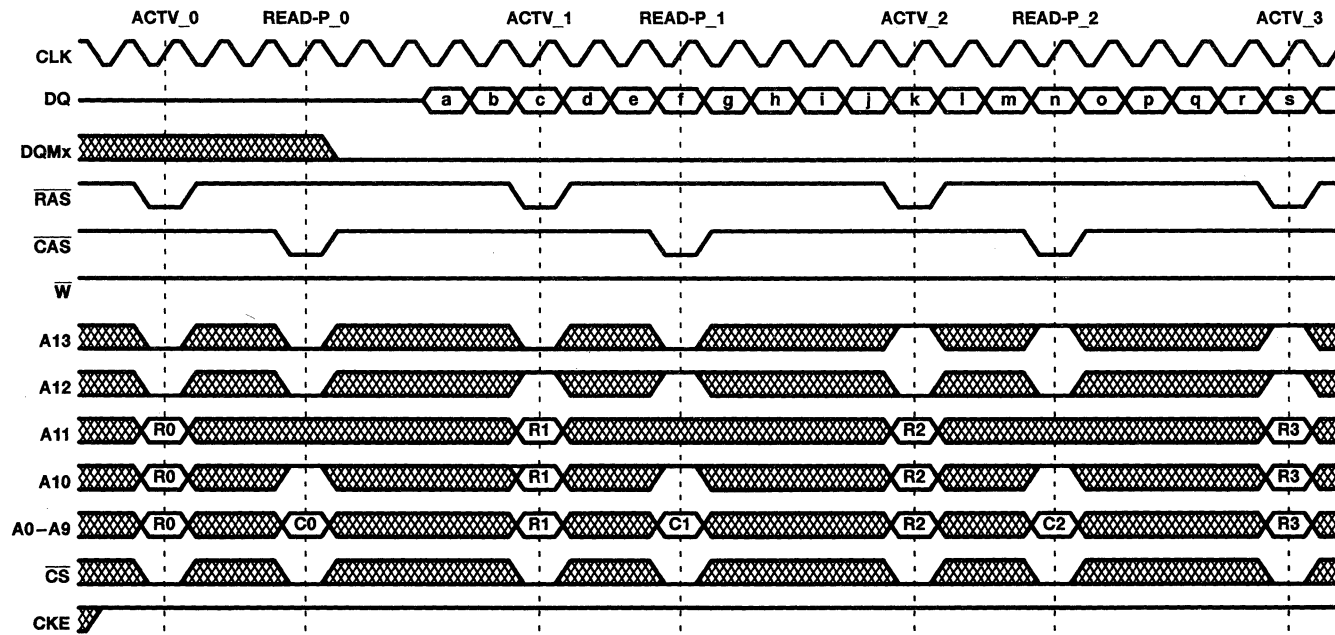 ACTV_0 READ-P_0 ACTV_1 READ-P_1 ACTV_2 READ-P_2 ACTV_3
CLK
DQ a b c d e f g h i j k l m n o p q r s
DQMx
RAS
CAS
W
A13
A12
A11 R0 R1 R2 R3
A10 R0 R1 R2 R3
A0–A9 R0 C0 R1 C1 R2 C2 R3
CS
CKE